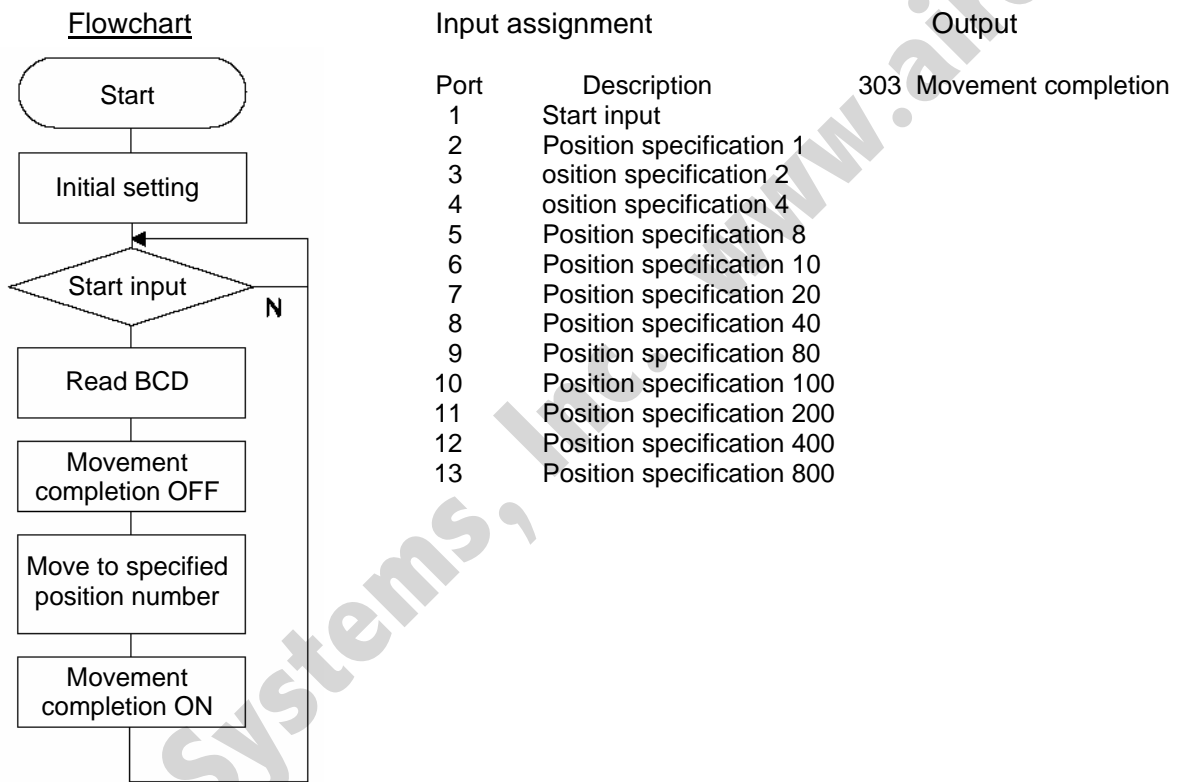 Flowchart
Start
Initial setting
Start input
N
Read BCD
Movement
completion OFF
Move to specified
position number
Movement
completion ON
Input assignment
Port Description
1 Start input
2 Position specification 1
3 osition specification 2
4 osition specification 4
5 Position specification 8
6 Position specification 10
7 Position specification 20
8 Position specification 40
9 Position specification 80
10 Position specification 100
11 Position specification 200
12 Position specification 400
13 Position specification 800
Output
303 Movement completion
Systems, Inc. www.air